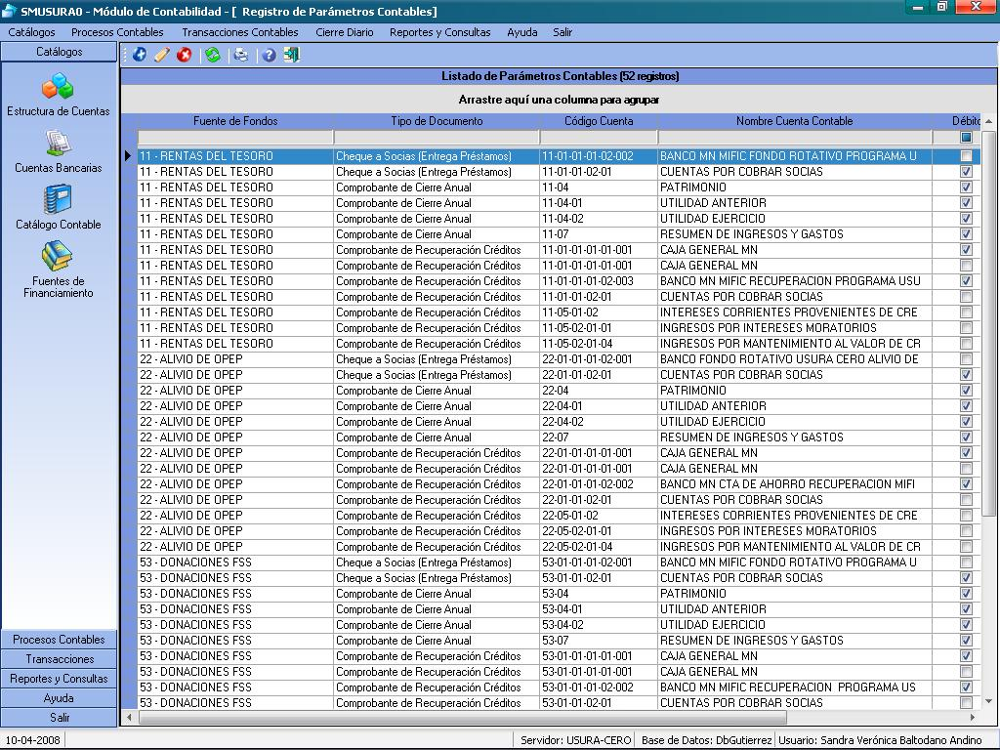 SMUSURA0 - Módulo de Contabilidad - [ Registro de Parámetros Contables]
Catálogos Procesos Contables Transacciones Contables Cierre Diario Reportes y Consultas Ayuda Salir
Catálogos
Estructura de Cuentas
Cuentas Bancarias
Catálogo Contable
Fuentes de
Financiamiento
Procesos Contables
Transacciones
Reportes y Consultas
Ayuda
Salir
Listado de Parámetros Contables (52 registros)
Arrastre aquí una columna para agrupar
Fuente de Fondos Tipo de Documento Código Cuenta Nombre Cuenta Contable Débito
11 - RENTAS DEL TESORO Cheque a Socias (Entrega Préstamos) 11-01-01-01-02-002 BANCO MN MIFIC FONDO ROTATIVO PROGRAMA U
11 - RENTAS DEL TESORO Cheque a Socias (Entrega Préstamos) 11-01-01-02-01 CUENTAS POR COBRAR SOCIAS
11 - RENTAS DEL TESORO Comprobante de Cierre Anual 11-04 PATRIMONIO
11 - RENTAS DEL TESORO Comprobante de Cierre Anual 11-04-01 UTILIDAD ANTERIOR
11 - RENTAS DEL TESORO Comprobante de Cierre Anual 11-04-02 UTILIDAD EJERCICIO
11 - RENTAS DEL TESORO Comprobante de Cierre Anual 11-07 RESUMEN DE INGRESOS Y GASTOS
11 - RENTAS DEL TESORO Comprobante de Recuperación Créditos 11-01-01-01-01-001 CAJA GENERAL MN
11 - RENTAS DEL TESORO Comprobante de Recuperación Créditos 11-01-01-01-01-001 CAJA GENERAL MN
11 - RENTAS DEL TESORO Comprobante de Recuperación Créditos 11-01-01-01-02-003 BANCO MN MIFIC RECUPERACION PROGRAMA USU
11 - RENTAS DEL TESORO Comprobante de Recuperación Créditos 11-01-01-02-01 CUENTAS POR COBRAR SOCIAS
11 - RENTAS DEL TESORO Comprobante de Recuperación Créditos 11-05-01-02 INTERESES CORRIENTES PROVENIENTES DE CRE
11 - RENTAS DEL TESORO Comprobante de Recuperación Créditos 11-05-02-01-01 INGRESOS POR INTERESES MORATORIOS
11 - RENTAS DEL TESORO Comprobante de Recuperación Créditos 11-05-02-01-04 INGRESOS POR MANTENIMIENTO AL VALOR DE CR
22 - ALIVIO DE OPEP Cheque a Socias (Entrega Préstamos) 22-01-01-01-02-001 BANCO FONDO ROTATIVO USURA CERO ALIVIO DE
22 - ALIVIO DE OPEP Cheque a Socias (Entrega Préstamos) 22-01-01-02-01 CUENTAS POR COBRAR SOCIAS
22 - ALIVIO DE OPEP Comprobante de Cierre Anual 22-04 PATRIMONIO
22 - ALIVIO DE OPEP Comprobante de Cierre Anual 22-04-01 UTILIDAD ANTERIOR
22 - ALIVIO DE OPEP Comprobante de Cierre Anual 22-04-02 UTILIDAD EJERCICIO
22 - ALIVIO DE OPEP Comprobante de Cierre Anual 22-07 RESUMEN DE INGRESOS Y GASTOS
22 - ALIVIO DE OPEP Comprobante de Recuperación Créditos 22-01-01-01-01-001 CAJA GENERAL MN
22 - ALIVIO DE OPEP Comprobante de Recuperación Créditos 22-01-01-01-01-001 CAJA GENERAL MN
22 - ALIVIO DE OPEP Comprobante de Recuperación Créditos 22-01-01-01-02-002 BANCO MN CTA DE AHORRO RECUPERACION MIFI
22 - ALIVIO DE OPEP Comprobante de Recuperación Créditos 22-01-01-02-01 CUENTAS POR COBRAR SOCIAS
22 - ALIVIO DE OPEP Comprobante de Recuperación Créditos 22-05-01-02 INTERESES CORRIENTES PROVENIENTES DE CRE
22 - ALIVIO DE OPEP Comprobante de Recuperación Créditos 22-05-02-01-01 INGRESOS POR INTERESES MORATORIOS
22 - ALIVIO DE OPEP Comprobante de Recuperación Créditos 22-05-02-01-04 INGRESOS POR MANTENIMIENTO AL VALOR DE CR
53 - DONACIONES FSS Cheque a Socias (Entrega Préstamos) 53-01-01-01-02-001 BANCO MN MIFIC FONDO ROTATIVO PROGRAMA U
53 - DONACIONES FSS Cheque a Socias (Entrega Préstamos) 53-01-01-02-01 CUENTAS POR COBRAR SOCIAS
53 - DONACIONES FSS Comprobante de Cierre Anual 53-04 PATRIMONIO
53 - DONACIONES FSS Comprobante de Cierre Anual 53-04-01 UTILIDAD ANTERIOR
53 - DONACIONES FSS Comprobante de Cierre Anual 53-04-02 UTILIDAD EJERCICIO
53 - DONACIONES FSS Comprobante de Cierre Anual 53-07 RESUMEN DE INGRESOS Y GASTOS
53 - DONACIONES FSS Comprobante de Recuperación Créditos 53-01-01-01-01-001 CAJA GENERAL MN
53 - DONACIONES FSS Comprobante de Recuperación Créditos 53-01-01-01-01-001 CAJA GENERAL MN
53 - DONACIONES FSS Comprobante de Recuperación Créditos 53-01-01-01-02-002 BANCO MN MIFIC RECUPERACION PROGRAMA US
53 - DONACIONES FSS Comprobante de Recuperación Créditos 53-01-01-02-01 CUENTAS POR COBRAR SOCIAS
10-04-2008 Servidor: USURA-CERO Base de Datos: DbGutierrez Usuario: Sandra Verónica Baltodano Andino